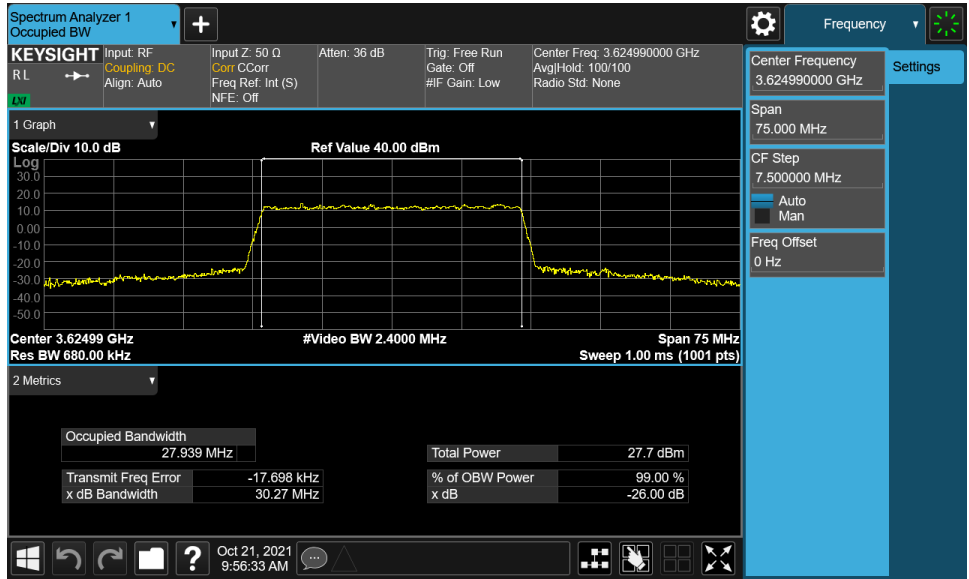 Spectrum Analyzer 1
Occupied BW
+
Frequency
KEYSIGHT
RL
LXI
Input: RF
Coupling: DC
Align: Auto
Input Z: 50 Ω
Corr CCorr
Freq Ref: Int (S)
NFE: Off
Atten: 36 dB
Trig: Free Run
Gate: Off
#IF Gain: Low
Center Freq: 3.624990000 GHz
Avg|Hold: 100/100
Radio Std: None
Center Frequency
3.624990000 GHz
Settings
Span
75.000 MHz
CF Step
7.500000 MHz
Auto
Man
Freq Offset
0 Hz
1 Graph
Scale/Div 10.0 dB
Ref Value 40.00 dBm
Log
30.0
20.0
10.0
0.00
-10.0
-20.0
-30.0
-40.0
-50.0
Center 3.62499 GHz
#Video BW 2.4000 MHz
Span 75 MHz
Res BW 680.00 kHz
Sweep 1.00 ms (1001 pts)
2 Metrics
Occupied Bandwidth
27.939 MHz
Total Power 27.7 dBm
Transmit Freq Error -17.698 kHz
% of OBW Power 99.00 %
x dB Bandwidth 30.27 MHz
x dB -26.00 dB
?
Oct 21, 2021
9:56:33 AM